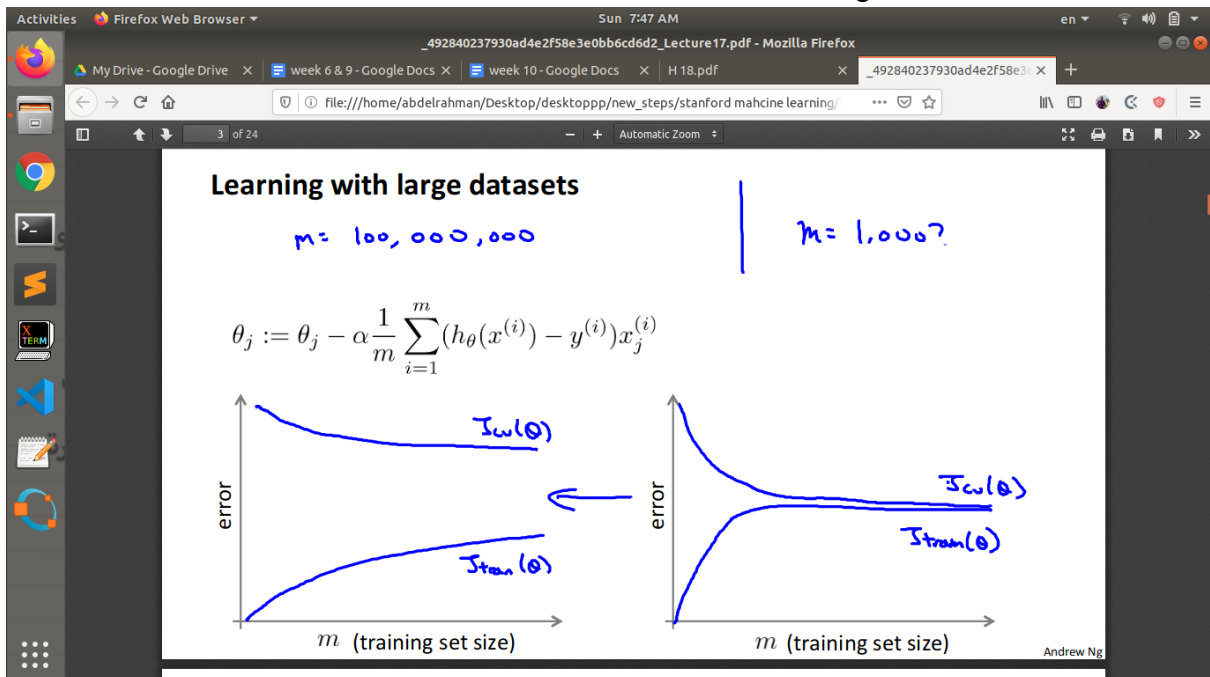 Activities Firefox Web Browser Sun 7:47 AM en
_492840237930ad4e2f58e3e0bb6cd6d2_Lecture17.pdf - Mozilla Firefox
My Drive - Google Drive × week 6 & 9 - Google Docs × week 10 - Google Docs × H 18.pdf × _492840237930ad4e2f58e3 × +
file:///home/abdelrahman/Desktop/desktoppp/new_steps/stanford mahcine learning/
3 of 24 − + Automatic Zoom
Learning with large datasets
m = 100,000,000 m = 1,000?
θ_j := θ_j − α 1/m ∑_{i=1}^{m} (h_θ(x^{(i)}) − y^{(i)}) x_j^{(i)}
error Jcv(θ) Jtrain(θ)
m (training set size)
error Jcv(θ) Jtrain(θ)
m (training set size)
Andrew Ng
X
TERM